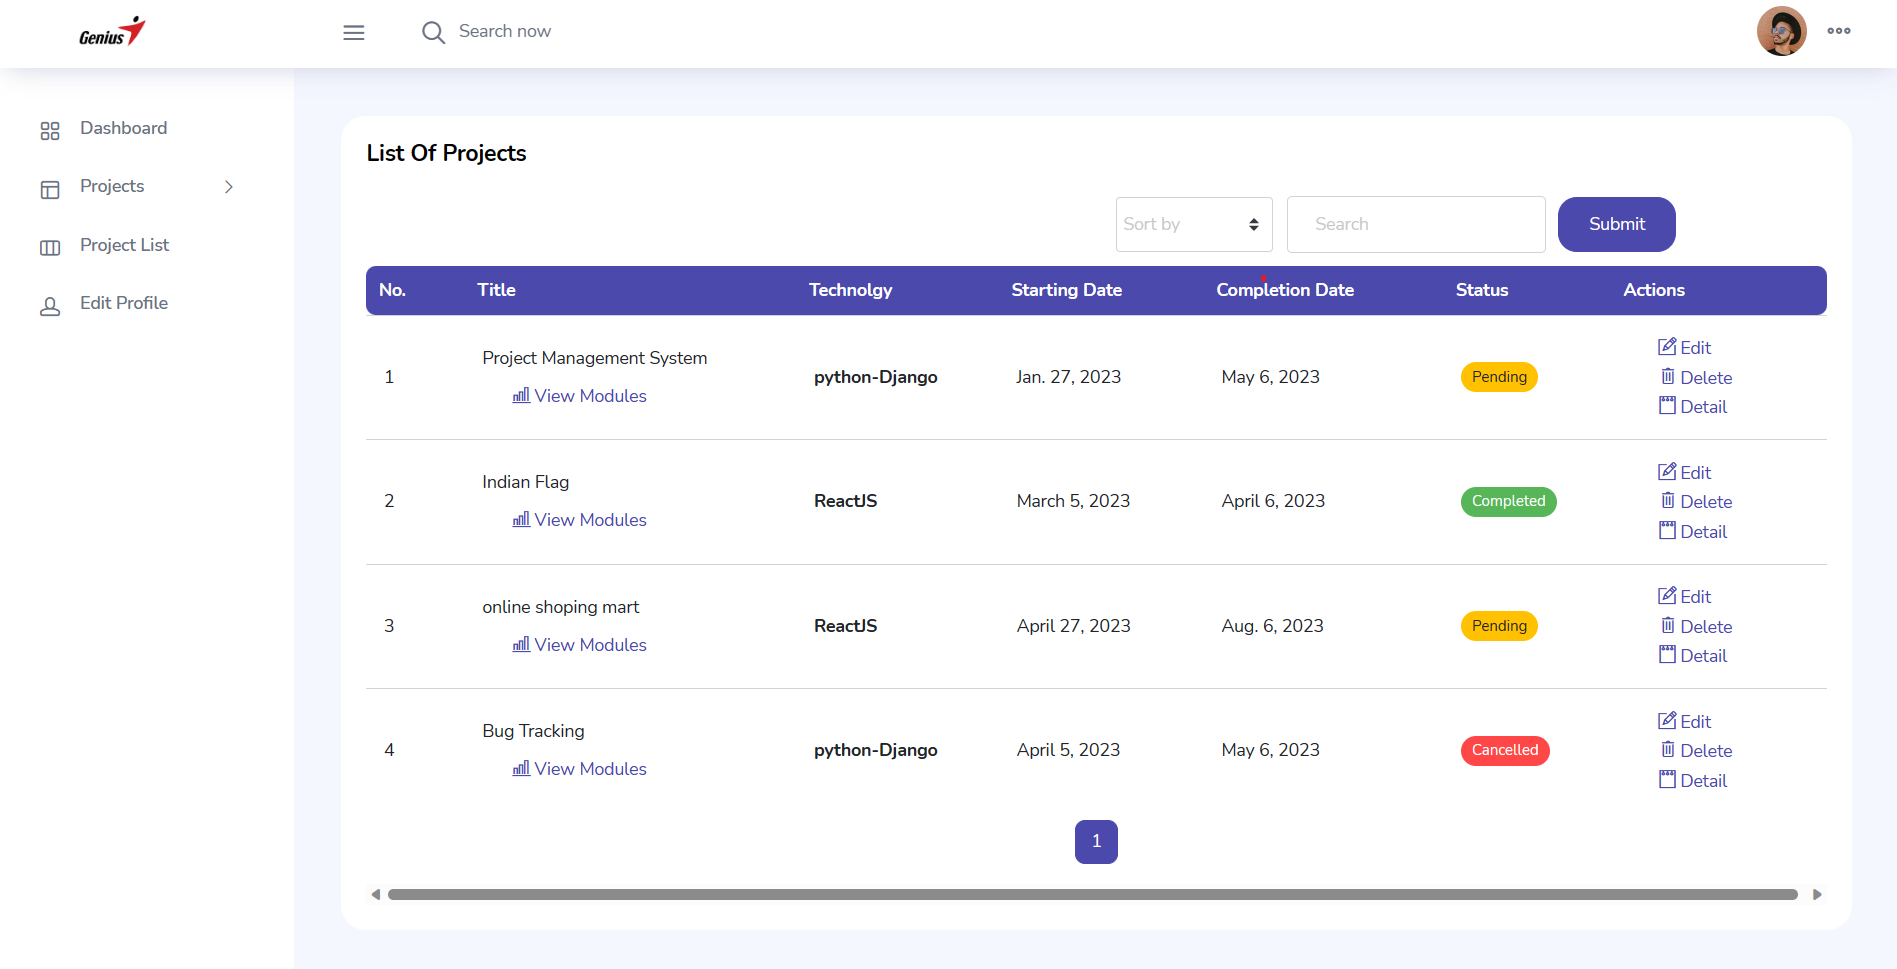 Genius
Search now
Dashboard
Projects
Project List
Edit Profile
List Of Projects
Sort by Search Submit
No. Title Technolgy Starting Date Completion Date Status Actions
1 Project Management System python-Django Jan. 27, 2023 May 6, 2023 Pending Edit
View Modules Delete
Detail
2 Indian Flag ReactJS March 5, 2023 April 6, 2023 Completed Edit
View Modules Delete
Detail
3 online shoping mart ReactJS April 27, 2023 Aug. 6, 2023 Pending Edit
View Modules Delete
Detail
4 Bug Tracking python-Django April 5, 2023 May 6, 2023 Cancelled Edit
View Modules Delete
Detail
1